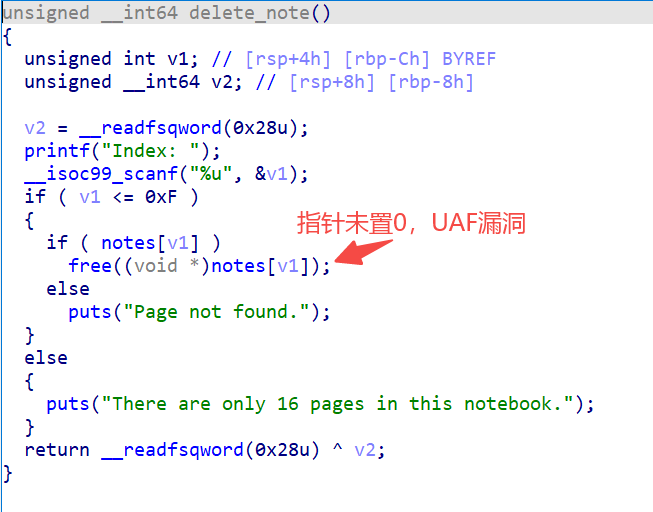 unsigned __int64 delete_note()
{
  unsigned int v1; // [rsp+4h] [rbp-Ch] BYREF
  unsigned __int64 v2; // [rsp+8h] [rbp-8h]

  v2 = __readfsqword(0x28u);
  printf("Index: ");
  __isoc99_scanf("%u", &v1);
  if ( v1 <= 0xF )
  {
    if ( notes[v1] )
指针未置0，UAF漏洞
      free((void *)notes[v1]);
    else
      puts("Page not found.");
  }
  else
  {
    puts("There are only 16 pages in this notebook.");
  }
  return __readfsqword(0x28u) ^ v2;
}